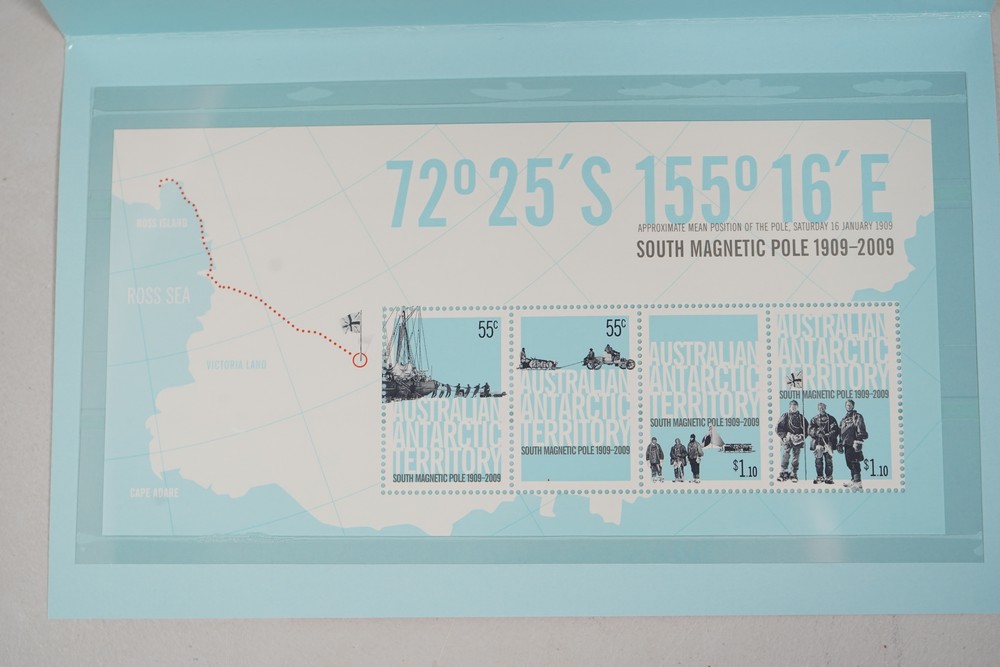 72º 25′S 155º 16′E
APPROXIMATE MEAN POSITION OF THE POLE, SATURDAY 16 JANUARY 1909
SOUTH MAGNETIC POLE 1909–2009
ROSS ISLAND
ROSS SEA
VICTORIA LAND
CAPE ADARE
55c
AUSTRALIAN
ANTARCTIC
TERRITORY
SOUTH MAGNETIC POLE 1909–2009
55c
AUSTRALIAN
ANTARCTIC
TERRITORY
SOUTH MAGNETIC POLE 1909–2009
AUSTRALIAN
ANTARCTIC
TERRITORY
SOUTH MAGNETIC POLE 1909–2009
$1.10
AUSTRALIAN
ANTARCTIC
TERRITORY
SOUTH MAGNETIC POLE 1909–2009
$1.10